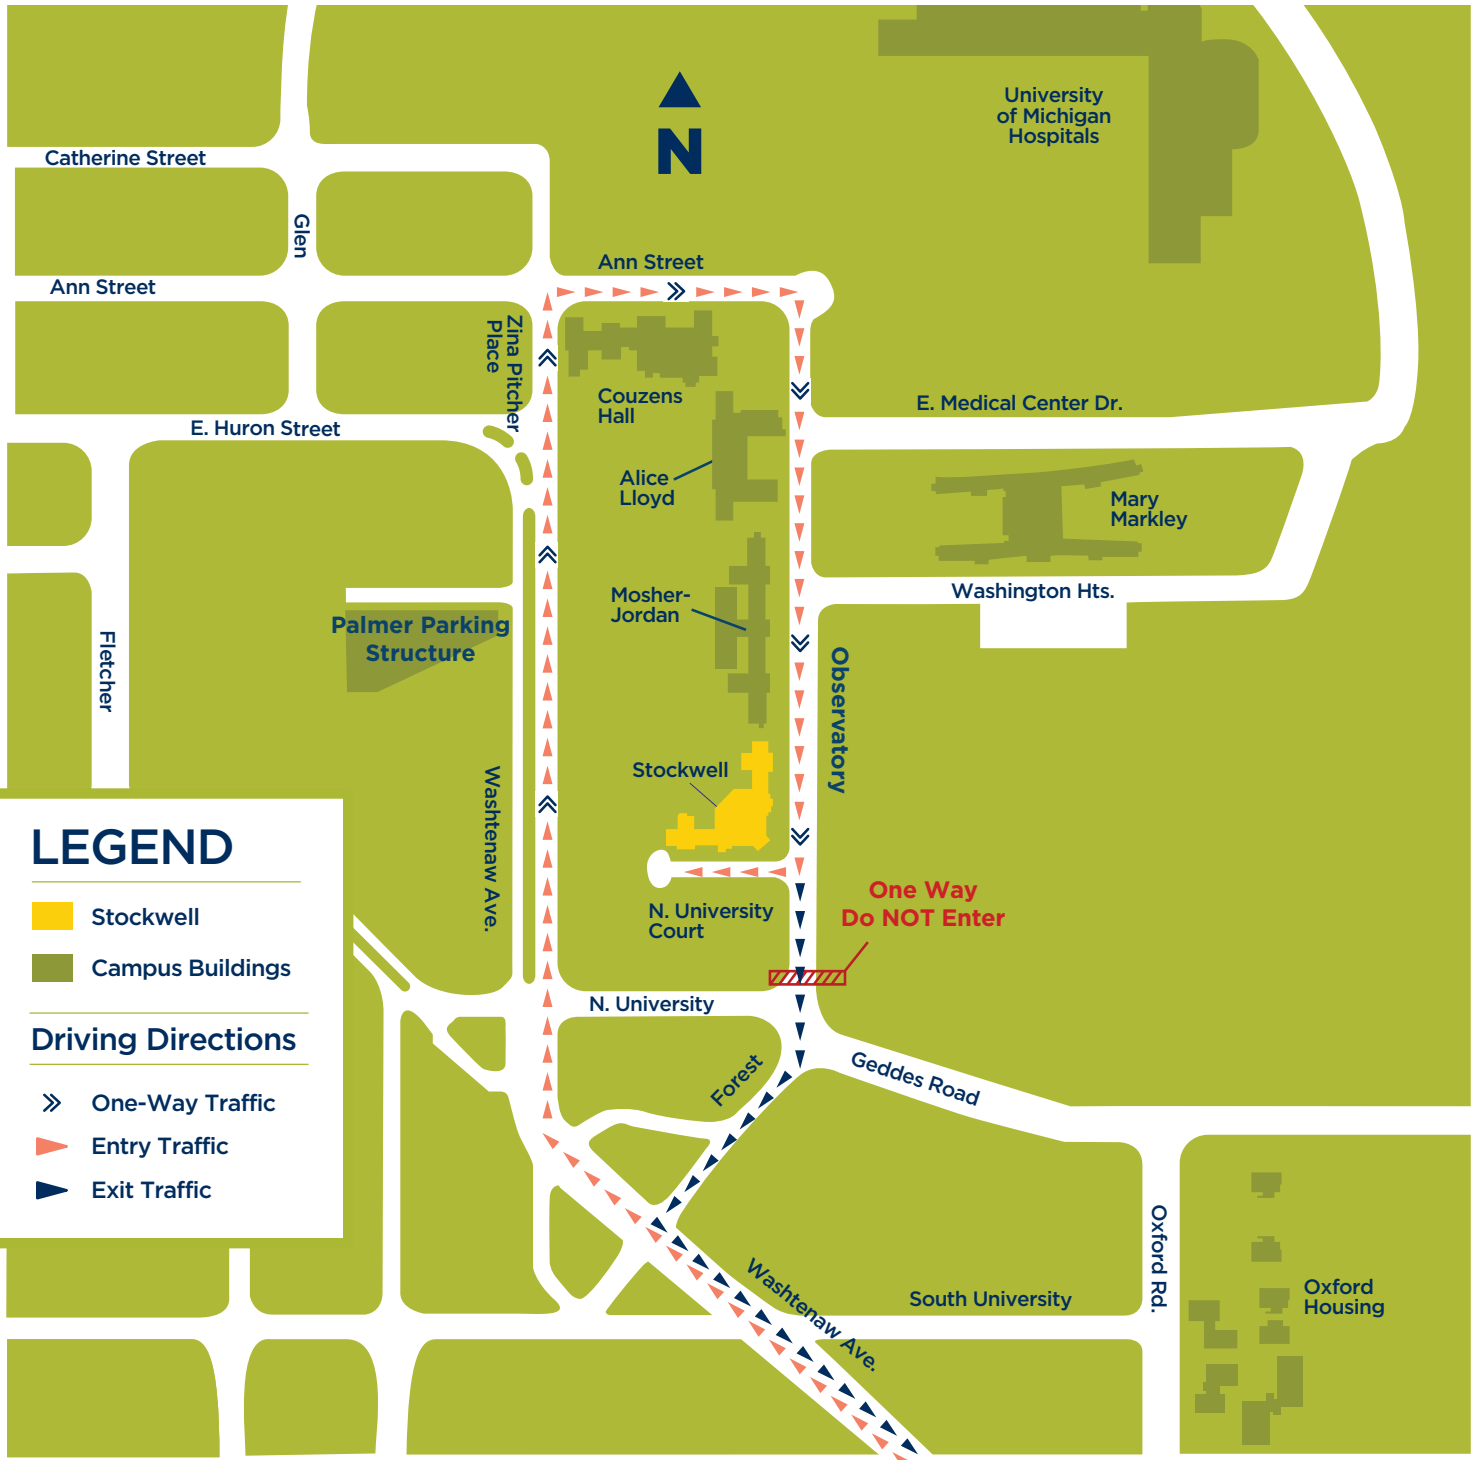 University
of Michigan
Hospitals
N
Catherine Street
Glen
Ann Street
Ann Street
Zina Pitcher
Place
Couzens
Hall
E. Medical Center Dr.
E. Huron Street
Alice
Lloyd
Mary
Markley
Mosher-
Jordan
Washington Hts.
Palmer Parking
Structure
Fletcher
Observatory
Stockwell
Washtenaw Ave.
LEGEND
Stockwell
Campus Buildings
Driving Directions
One-Way Traffic
Entry Traffic
Exit Traffic
One Way
Do NOT Enter
N. University
Court
N. University
Forest
Geddes Road
Oxford Rd.
Washtenaw Ave.
South University
Oxford
Housing